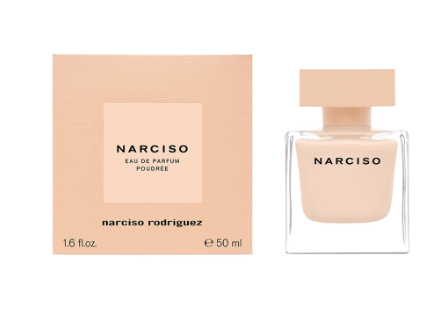 NARCISO
EAU DE PARFUM
POUDRÉE
narciso rodriguez
1.6 fl.oz.
℮ 50 ml
NARCISO